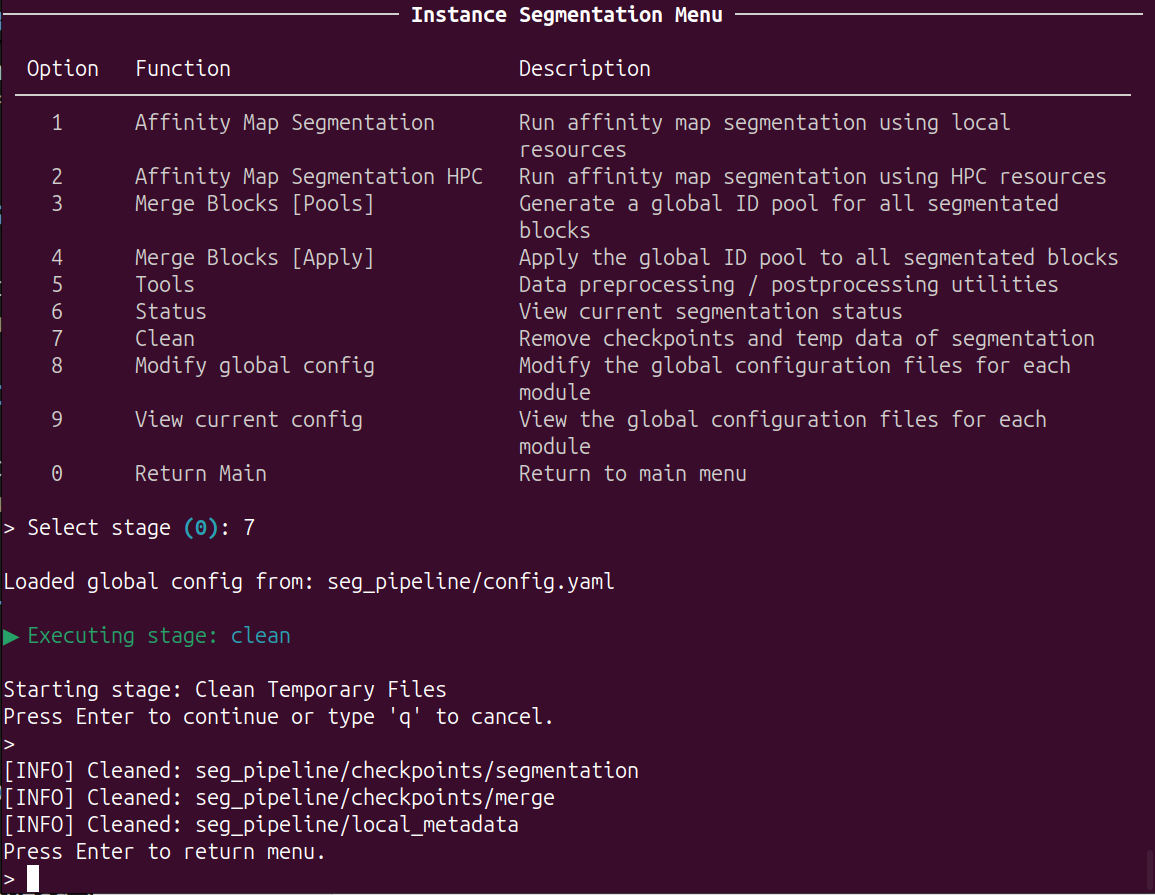 Instance Segmentation Menu
Option Function Description
1 Affinity Map Segmentation Run affinity map segmentation using local
resources
2 Affinity Map Segmentation HPC Run affinity map segmentation using HPC resources
3 Merge Blocks [Pools] Generate a global ID pool for all segmentated
blocks
4 Merge Blocks [Apply] Apply the global ID pool to all segmentated blocks
5 Tools Data preprocessing / postprocessing utilities
6 Status View current segmentation status
7 Clean Remove checkpoints and temp data of segmentation
8 Modify global config Modify the global configuration files for each
module
9 View current config View the global configuration files for each
module
0 Return Main Return to main menu
> Select stage (0): 7
Loaded global config from: seg_pipeline/config.yaml
▶ Executing stage: clean
Starting stage: Clean Temporary Files
Press Enter to continue or type 'q' to cancel.
>
[INFO] Cleaned: seg_pipeline/checkpoints/segmentation
[INFO] Cleaned: seg_pipeline/checkpoints/merge
[INFO] Cleaned: seg_pipeline/local_metadata
Press Enter to return menu.
>